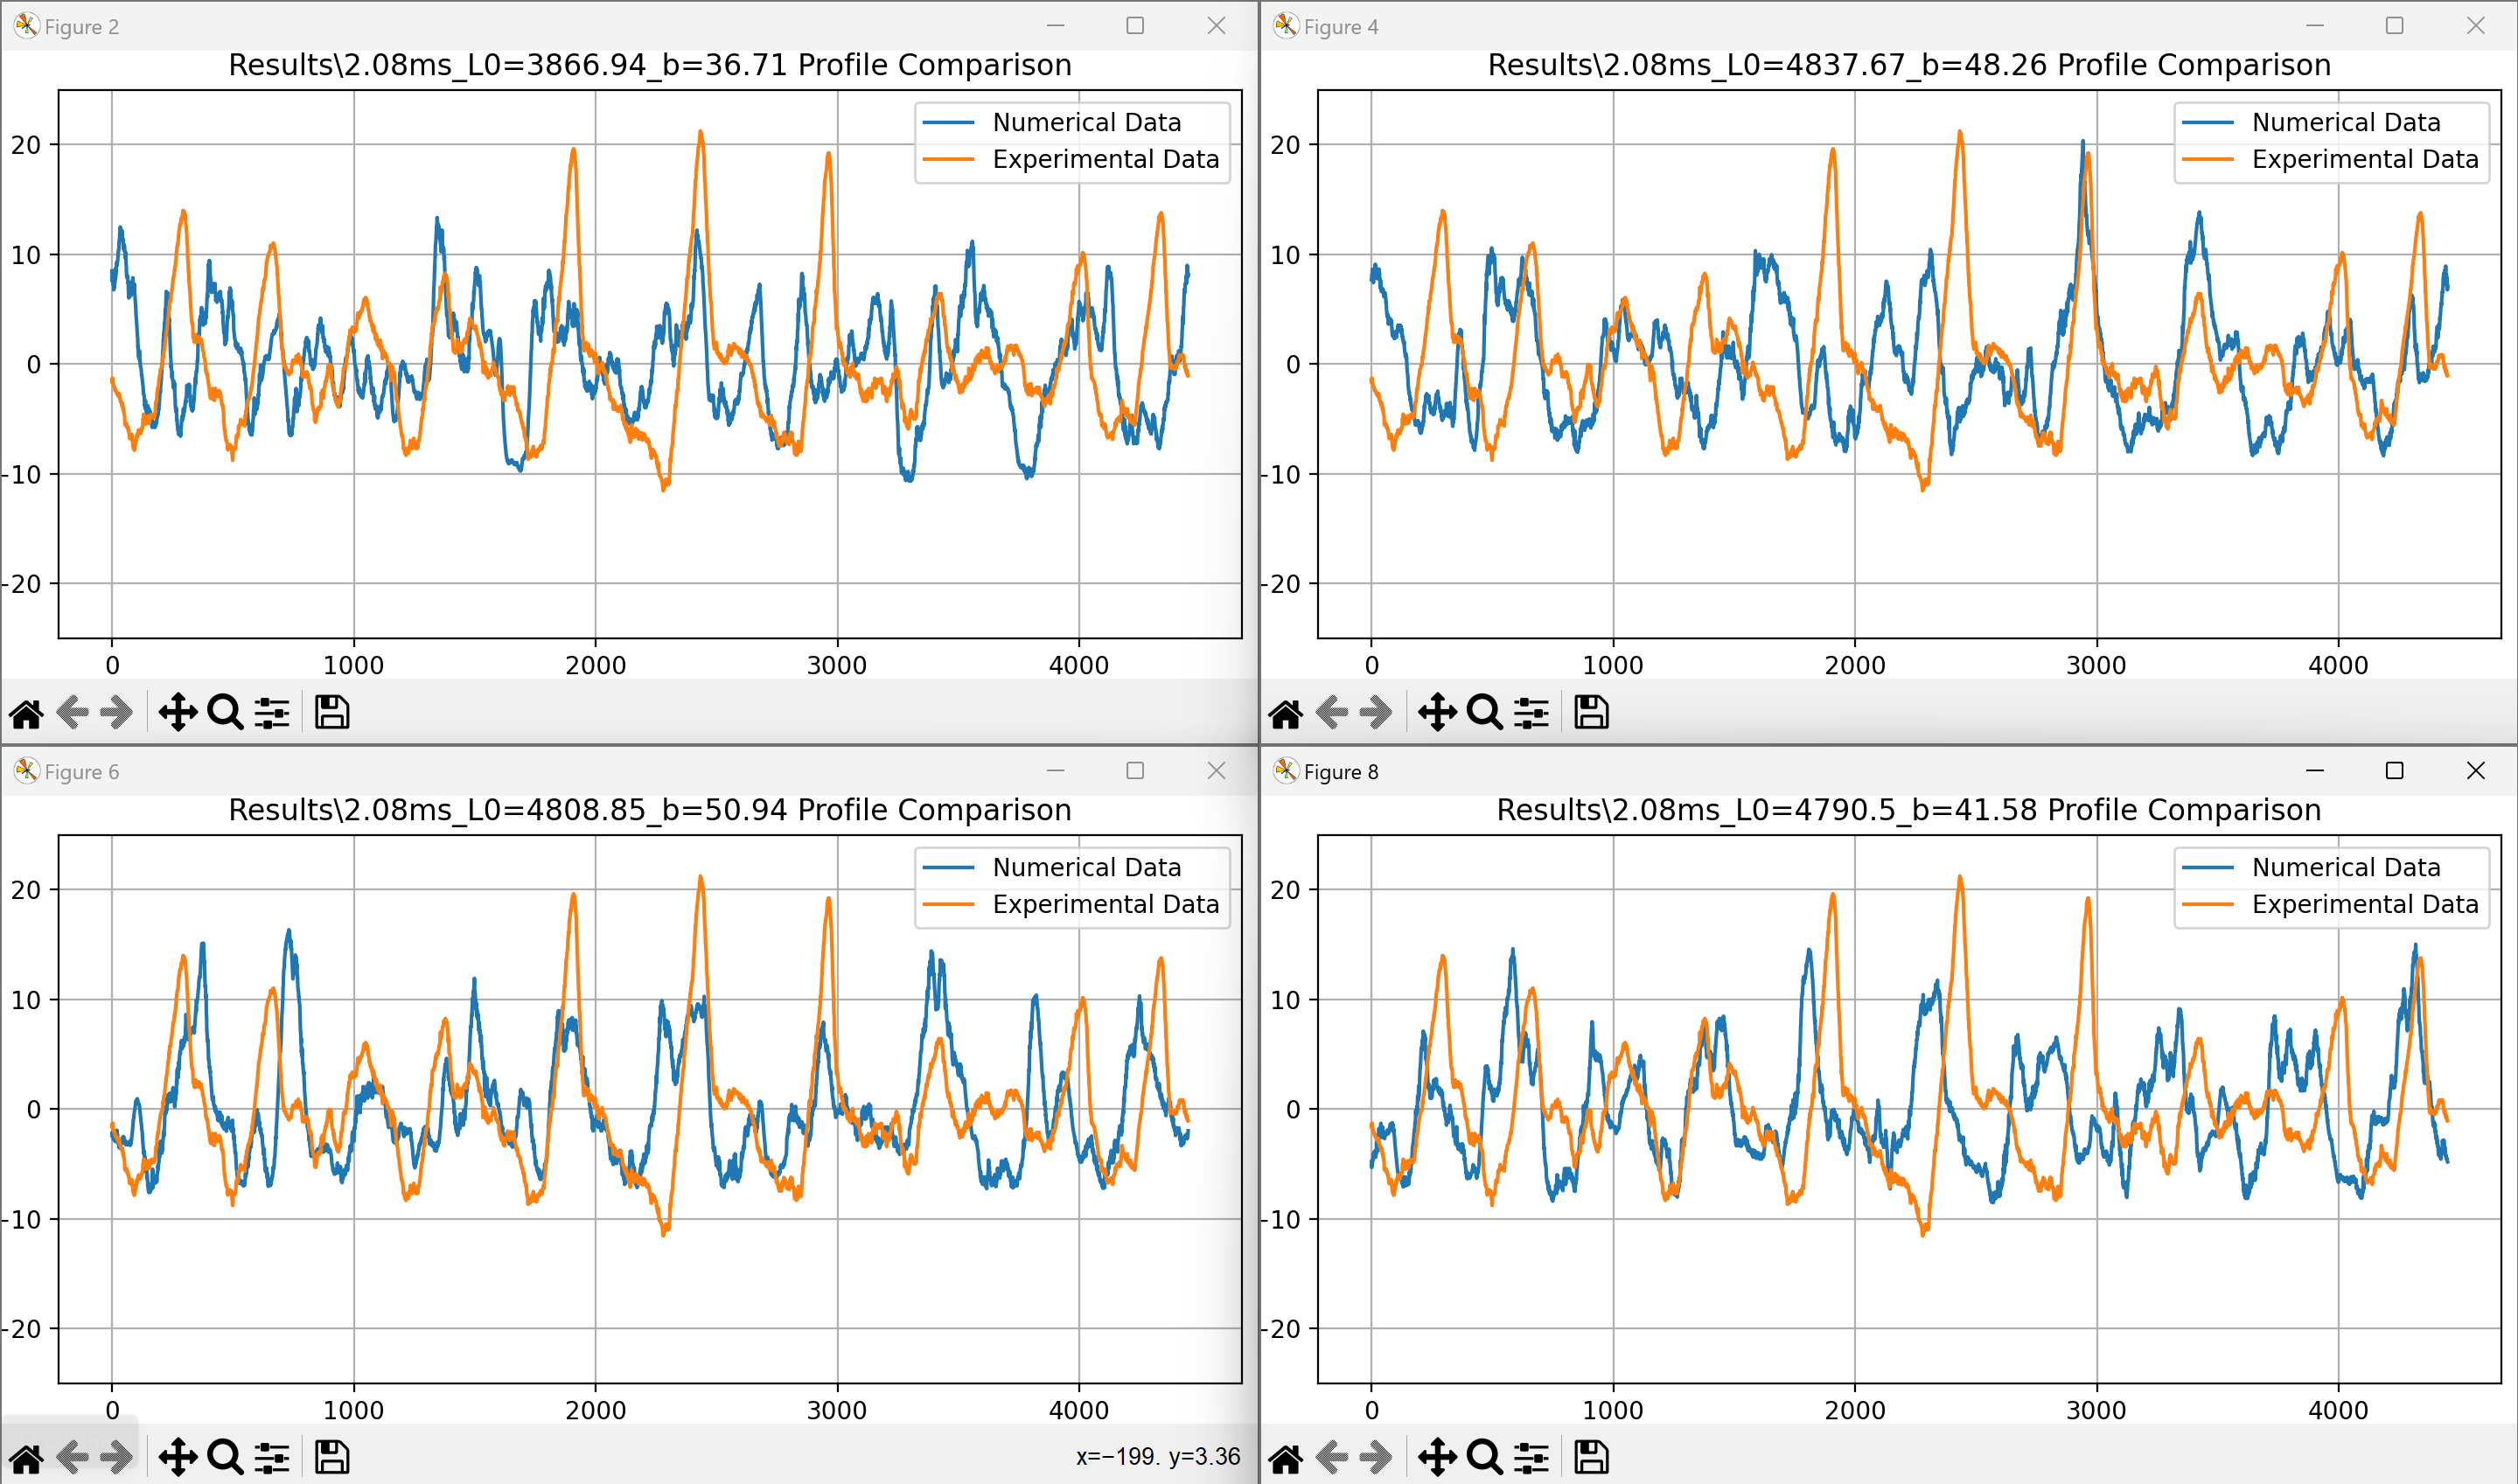 Figure 2
Results\2.08ms_L0=3866.94_b=36.71 Profile Comparison
Numerical Data
Experimental Data
20
10
0
-10
-20
0 1000 2000 3000 4000
Figure 4
Results\2.08ms_L0=4837.67_b=48.26 Profile Comparison
Numerical Data
Experimental Data
20
10
0
-10
-20
0 1000 2000 3000 4000
Figure 6
Results\2.08ms_L0=4808.85_b=50.94 Profile Comparison
Numerical Data
Experimental Data
20
10
0
-10
-20
0 1000 2000 3000 4000
x=−199. y=3.36
Figure 8
Results\2.08ms_L0=4790.5_b=41.58 Profile Comparison
Numerical Data
Experimental Data
20
10
0
-10
-20
0 1000 2000 3000 4000